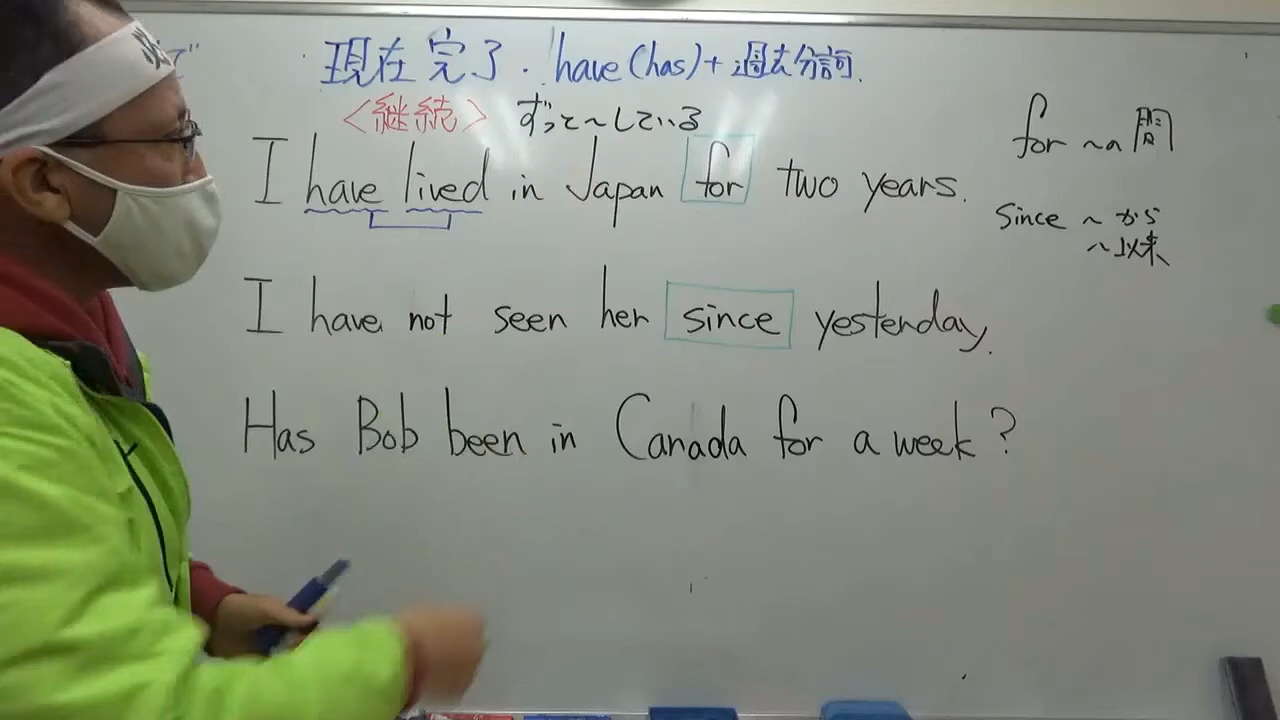 現在完了. have(has)+過去分詞.
<継続> ずっと〜している
I have lived in Japan for two years.
for 〜の間
since 〜から
〜以来
I have not seen her since yesterday.
Has Bob been in Canada for a week?